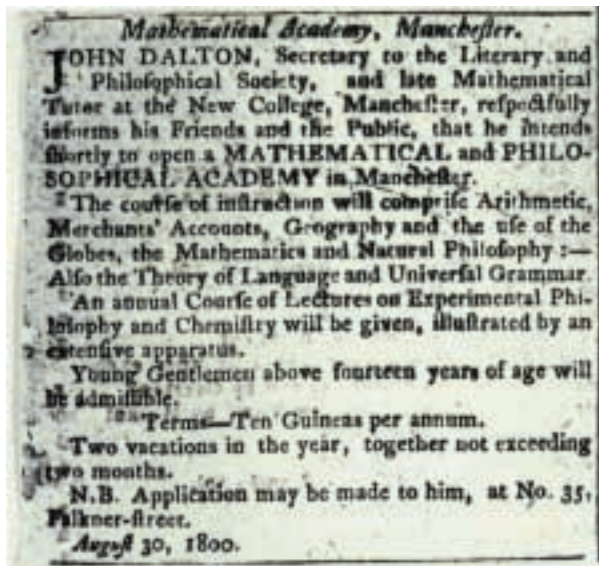 Mathematical Academy, Mancheſter.
JOHN DALTON, Secretary to the Literary and
Philoſophical Society, and late Mathematical
Tutor at the New College, Mancheſter, reſpectfully
informs his Friends and the Public, that he intends
ſhortly to open a MATHEMATICAL and PHILO-
SOPHICAL ACADEMY in Mancheſter.
The courſe of inſtruction will compriſe Arithmetic,
Merchants' Accounts, Geography and the uſe of the
Globes, the Mathematics and Natural Philoſophy :—
Alſo the Theory of Language and Univerſal Grammar.
An annual Courſe of Lectures on Experimental Phi-
loſophy and Chemiſtry will be given, illuſtrated by an
extenſive apparatus.
Young Gentlemen above fourteen years of age will
be admiſſible.
Terms—Ten Guineas per annum.
Two vacations in the year, together not exceeding
two months.
N.B. Application may be made to him, at No. 35,
Falkner-ſtreet.
Auguſt 30, 1800.